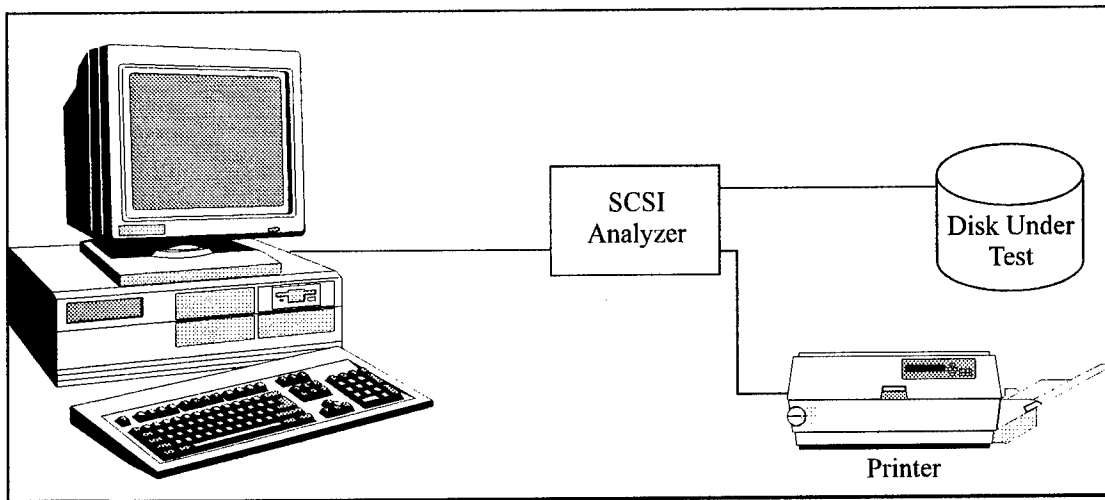 SCSI
Analyzer
Disk Under
Test
Printer